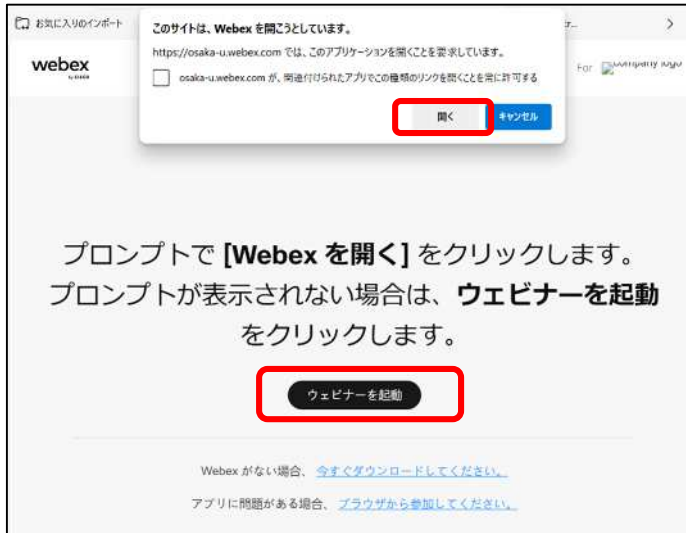 お気に入りのインポート
このサイトは、Webex を開こうとしています。
https://osaka-u.webex.com では、このアプリケーションを開くことを要求しています。
osaka-u.webex.com が、関連付けられたアプリでこの種類のリンクを開くことを常に許可する
開く キャンセル
webex
For company logo
プロンプトで [Webex を開く] をクリックします。
プロンプトが表示されない場合は、ウェビナーを起動
をクリックします。
ウェビナーを起動
Webex がない場合、 今すぐダウンロードしてください。
アプリに問題がある場合、 ブラウザから参加してください。